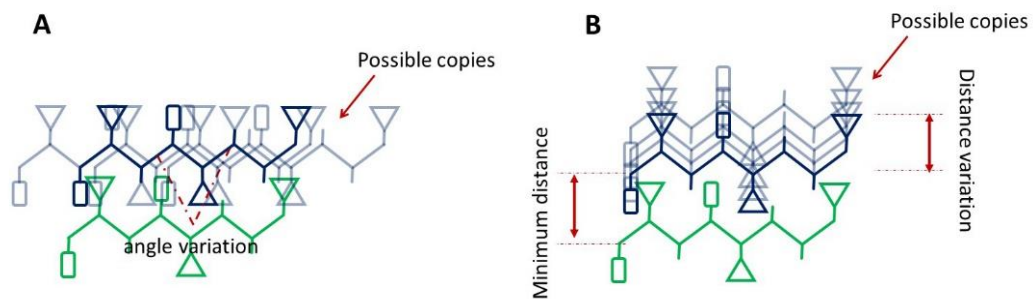 A
Possible copies
angle variation
B
Possible copies
Minimum distance
Distance variation